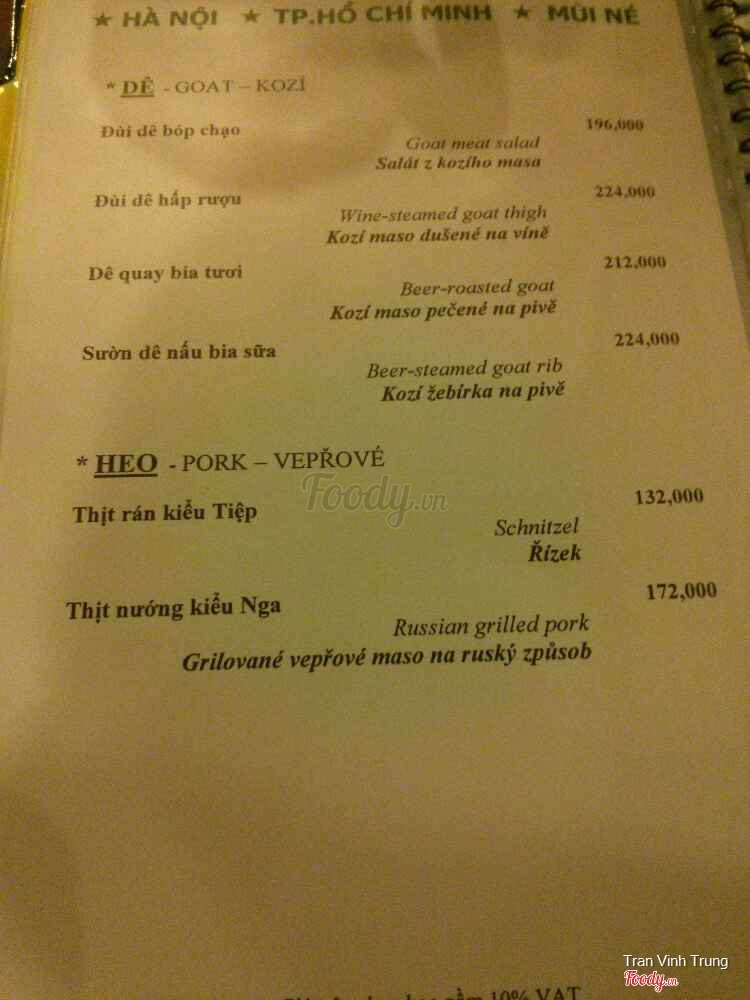 ★ HÀ NỘI ★ TP.HỒ CHÍ MINH ★ MŨI NÉ
* DÊ - GOAT – KOZÍ
Đùi dê bóp chạo 196,000
Goat meat salad
Salát z kozího masa
Đùi dê hấp rượu 224,000
Wine-steamed goat thigh
Kozí maso dušené na víně
Dê quay bia tươi 212,000
Beer-roasted goat
Kozí maso pečené na pivě
Sườn dê nấu bia sữa 224,000
Beer-steamed goat rib
Kozí žebírka na pivě
* HEO - PORK – VEPŘOVÉ
Foody.vn
Thịt rán kiểu Tiệp 132,000
Schnitzel
Řízek
Thịt nướng kiểu Nga 172,000
Russian grilled pork
Grilované vepřové maso na ruský způsob
10% VAT
Tran Vinh Trung
Foody.vn